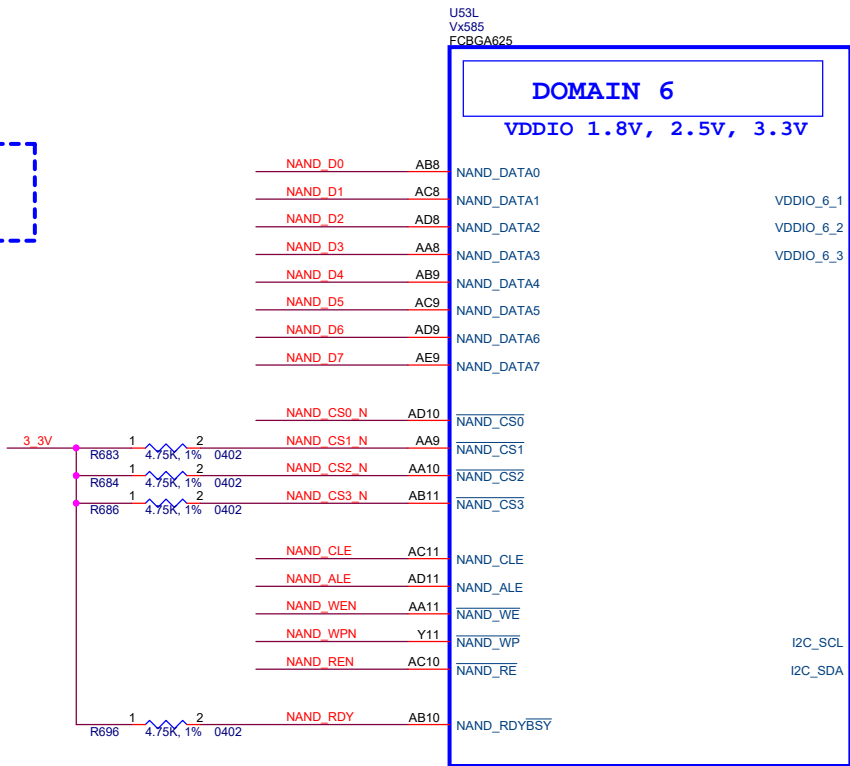 U53L
Vx585
FCBGA625
DOMAIN 6
VDDIO 1.8V, 2.5V, 3.3V
NAND_D0 AB8 NAND_DATA0
NAND_D1 AC8 NAND_DATA1 VDDIO_6_1
NAND_D2 AD8 NAND_DATA2 VDDIO_6_2
NAND_D3 AA8 NAND_DATA3 VDDIO_6_3
NAND_D4 AB9 NAND_DATA4
NAND_D5 AC9 NAND_DATA5
NAND_D6 AD9 NAND_DATA6
NAND_D7 AE9 NAND_DATA7
NAND_CS0_N AD10 NAND_CS0
3_3V 1 2 NAND_CS1_N AA9 NAND_CS1
R683 4.75K, 1% 0402
1 2 NAND_CS2_N AA10 NAND_CS2
R684 4.75K, 1% 0402
1 2 NAND_CS3_N AB11 NAND_CS3
R686 4.75K, 1% 0402
NAND_CLE AC11 NAND_CLE
NAND_ALE AD11 NAND_ALE
NAND_WEN AA11 NAND_WE
NAND_WPN Y11 NAND_WP I2C_SCL
NAND_REN AC10 NAND_RE I2C_SDA
1 2 NAND_RDY AB10 NAND_RDYBSY
R696 4.75K, 1% 0402